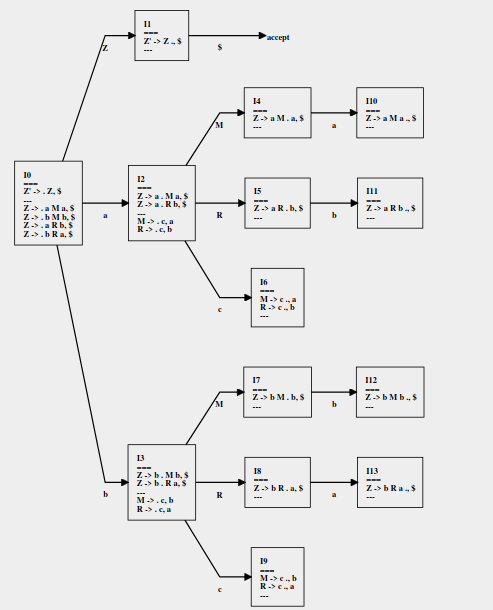 I1
===
Z' -> Z ., $
---
Z
$
accept
I4
===
Z -> a M . a, $
---
M
a
I10
===
Z -> a M a ., $
---
I0
===
Z' -> . Z, $
---
Z -> . a M a, $
Z -> . b M b, $
Z -> . a R b, $
Z -> . b R a, $
a
I2
===
Z -> a . M a, $
Z -> a . R b, $
---
M -> . c, a
R -> . c, b
R
I5
===
Z -> a R . b, $
---
b
I11
===
Z -> a R b ., $
---
c
I6
===
M -> c ., a
R -> c ., b
---
I7
===
Z -> b M . b, $
---
M
b
I12
===
Z -> b M b ., $
---
b
I3
===
Z -> b . M b, $
Z -> b . R a, $
---
M -> . c, b
R -> . c, a
R
I8
===
Z -> b R . a, $
---
a
I13
===
Z -> b R a ., $
---
c
I9
===
M -> c ., b
R -> c ., a
---